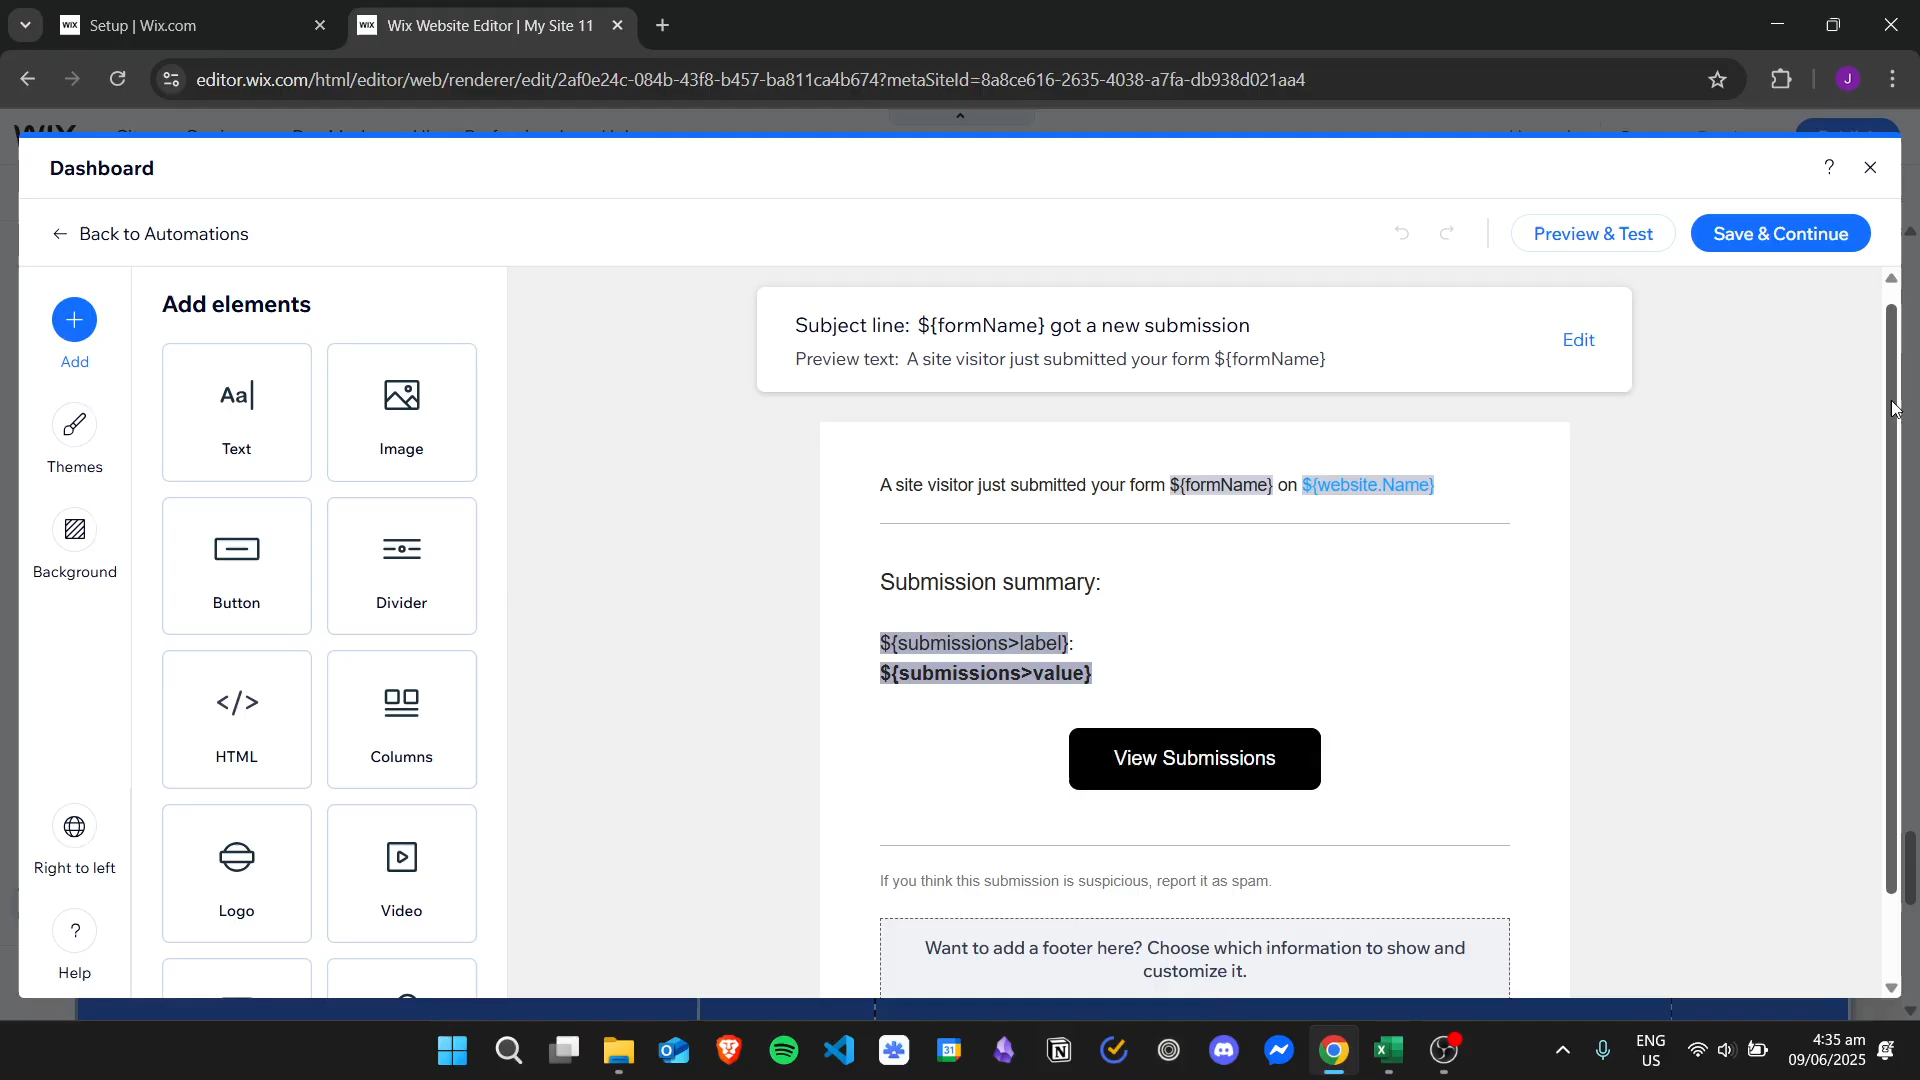 WIX Setup | Wix.com
WIX Wix Website Editor | My Site 11
editor.wix.com/html/editor/web/renderer/edit/2af0e24c-084b-43f8-b457-ba811ca4b674?metaSiteId=8a8ce616-2635-4038-a7fa-db938d021aa4
J
Dashboard
?
Back to Automations
Preview & Test
Save & Continue
Add
Themes
Background
Right to left
?
Help
Add elements
Aa
Text
Image
Button
Divider
</>
HTML
Columns
Logo
Video
Subject line: ${formName} got a new submission
Preview text: A site visitor just submitted your form ${formName}
Edit
A site visitor just submitted your form ${formName} on ${website.Name}
Submission summary:
${submissions>label}:
${submissions>value}
View Submissions
If you think this submission is suspicious, report it as spam.
Want to add a footer here? Choose which information to show and
customize it.
31
ENG
US
4:35 am
09/06/2025